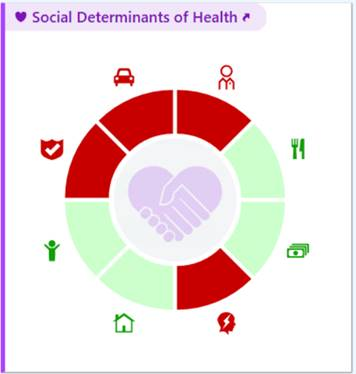 Social Determinants of Health